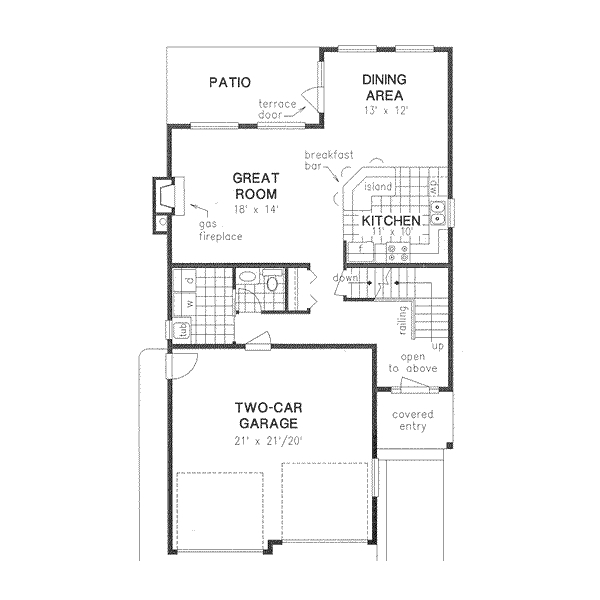 PATIO
terrace
door
DINING
AREA
13' x 12'
breakfast
bar
GREAT
ROOM
18' x 14'
island
dw
KITCHEN
11' x 10'
f
gas
fireplace
d
w
tub
down
railing
up
open
to above
covered
entry
TWO-CAR
GARAGE
21' x 21'/20'